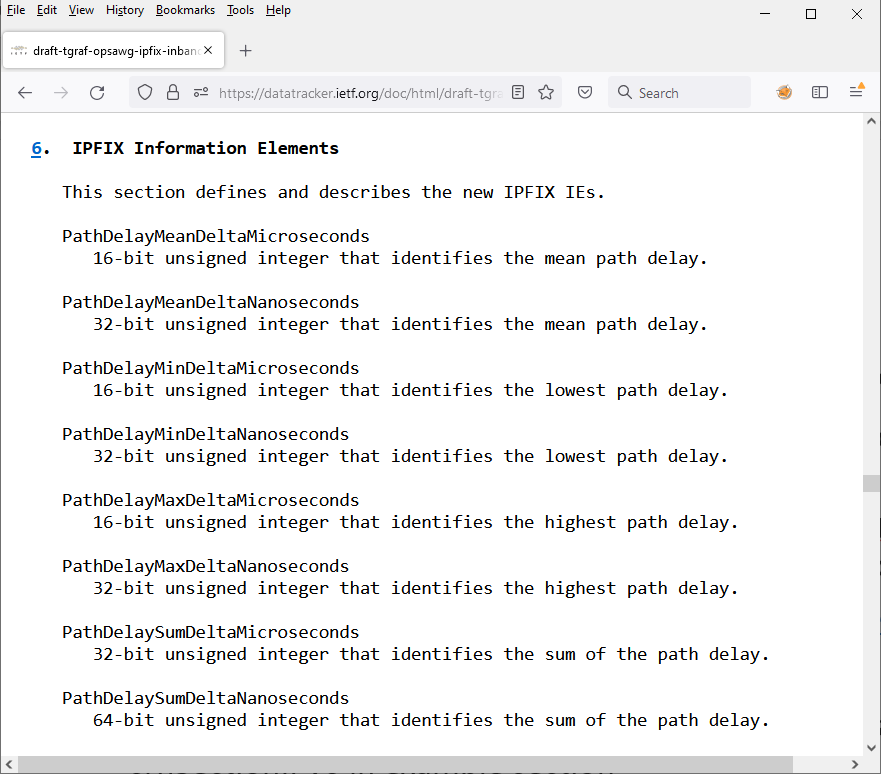 File Edit View History Bookmarks Tools Help
draft-tgraf-opsawg-ipfix-inban
https://datatracker.ietf.org/doc/html/draft-tgra
Search
6. IPFIX Information Elements
This section defines and describes the new IPFIX IEs.
PathDelayMeanDeltaMicroseconds
16-bit unsigned integer that identifies the mean path delay.
PathDelayMeanDeltaNanoseconds
32-bit unsigned integer that identifies the mean path delay.
PathDelayMinDeltaMicroseconds
16-bit unsigned integer that identifies the lowest path delay.
PathDelayMinDeltaNanoseconds
32-bit unsigned integer that identifies the lowest path delay.
PathDelayMaxDeltaMicroseconds
16-bit unsigned integer that identifies the highest path delay.
PathDelayMaxDeltaNanoseconds
32-bit unsigned integer that identifies the highest path delay.
PathDelaySumDeltaMicroseconds
32-bit unsigned integer that identifies the sum of the path delay.
PathDelaySumDeltaNanoseconds
64-bit unsigned integer that identifies the sum of the path delay.